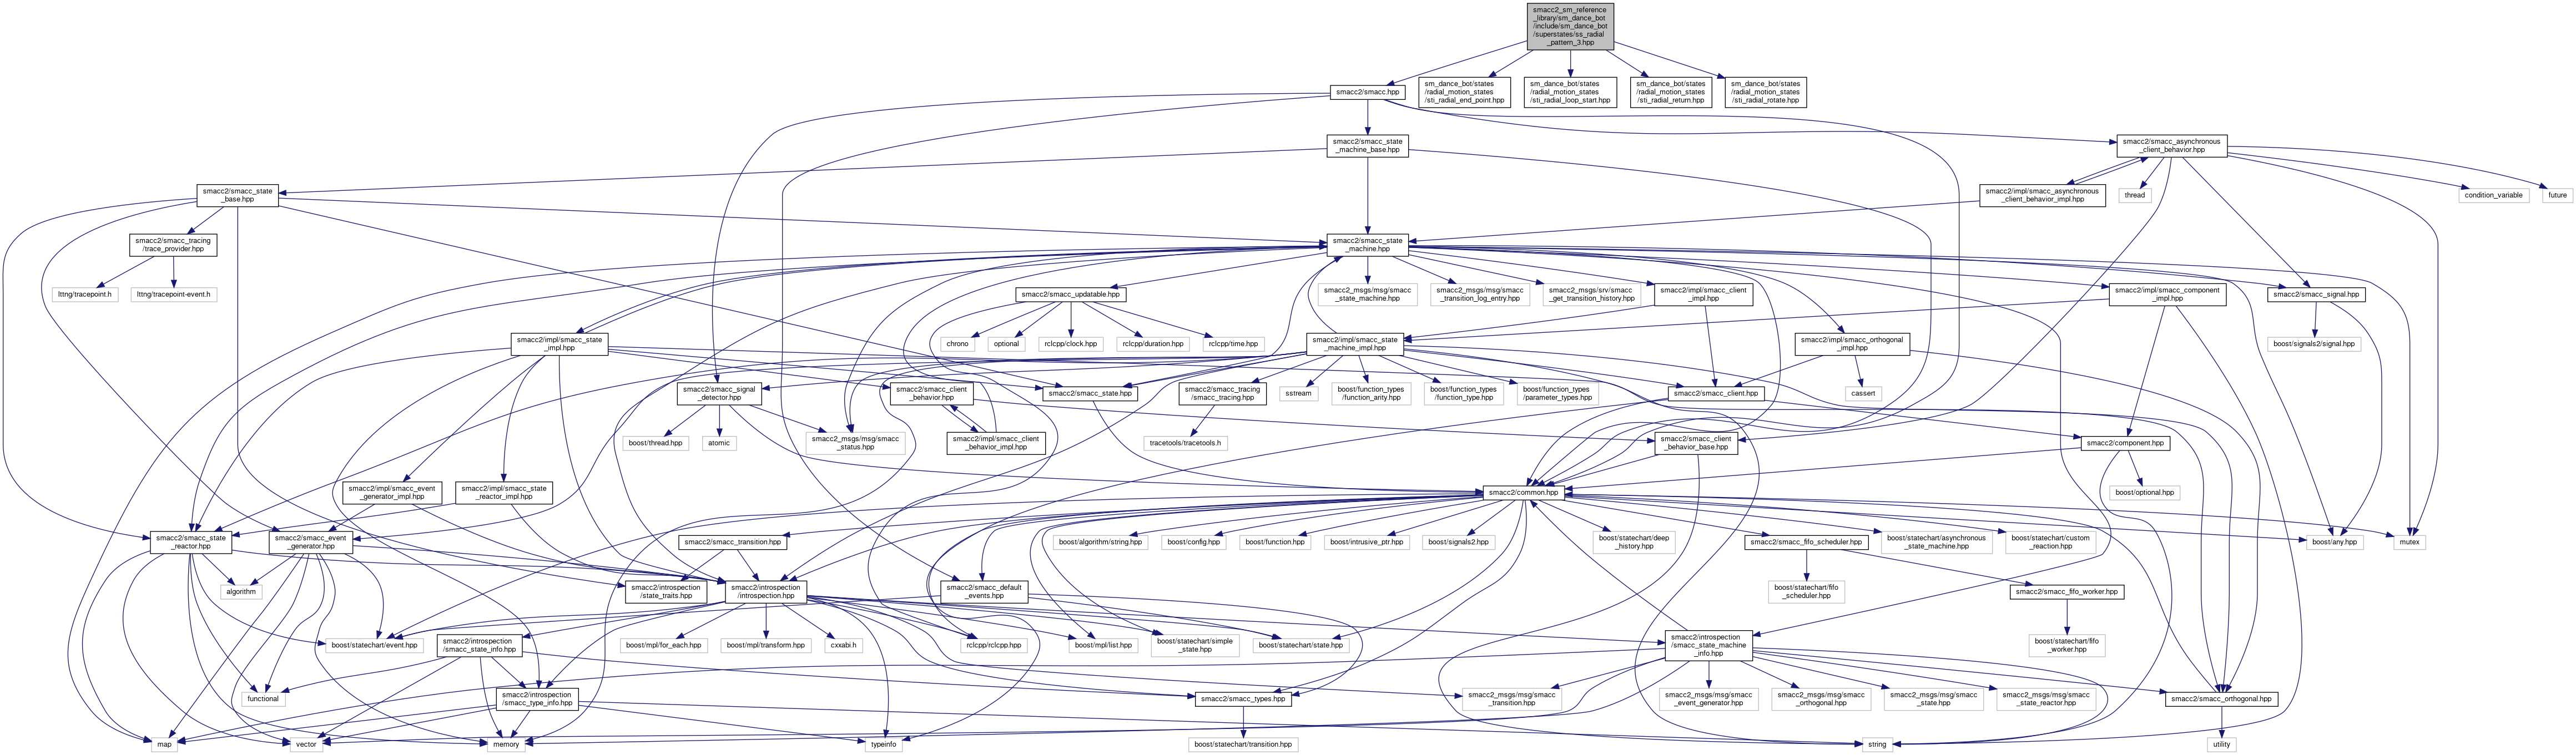 smacc2_sm_reference
_library/sm_dance_bot
/include/sm_dance_bot
/superstates/ss_radial
_pattern_3.hpp
smacc2/smacc.hpp
sm_dance_bot/states
/radial_motion_states
/sti_radial_end_point.hpp
sm_dance_bot/states
/radial_motion_states
/sti_radial_loop_start.hpp
sm_dance_bot/states
/radial_motion_states
/sti_radial_return.hpp
sm_dance_bot/states
/radial_motion_states
/sti_radial_rotate.hpp
smacc2/smacc_state
_machine_base.hpp
smacc2/smacc_asynchronous
_client_behavior.hpp
smacc2/smacc_state
_base.hpp
smacc2/impl/smacc_asynchronous
_client_behavior_impl.hpp
thread
condition_variable
future
smacc2/smacc_tracing
/trace_provider.hpp
smacc2/smacc_state
_machine.hpp
lttng/tracepoint.h
lttng/tracepoint-event.h
smacc2/smacc_updatable.hpp
smacc2_msgs/msg/smacc
_state_machine.hpp
smacc2_msgs/msg/smacc
_transition_log_entry.hpp
smacc2_msgs/srv/smacc
_get_transition_history.hpp
smacc2/impl/smacc_client
_impl.hpp
smacc2/impl/smacc_component
_impl.hpp
smacc2/smacc_signal.hpp
smacc2/impl/smacc_state
_impl.hpp
chrono
optional
rclcpp/clock.hpp
rclcpp/duration.hpp
rclcpp/time.hpp
smacc2/impl/smacc_state
_machine_impl.hpp
smacc2/impl/smacc_orthogonal
_impl.hpp
boost/signals2/signal.hpp
smacc2/smacc_signal
_detector.hpp
smacc2/smacc_client
_behavior.hpp
smacc2/smacc_state.hpp
smacc2/smacc_tracing
/smacc_tracing.hpp
sstream
boost/function_types
/function_arity.hpp
boost/function_types
/function_type.hpp
boost/function_types
/parameter_types.hpp
smacc2/smacc_client.hpp
cassert
boost/thread.hpp
atomic
smacc2_msgs/msg/smacc
_status.hpp
smacc2/impl/smacc_client
_behavior_impl.hpp
tracetools/tracetools.h
smacc2/smacc_client
_behavior_base.hpp
smacc2/component.hpp
smacc2/impl/smacc_event
_generator_impl.hpp
smacc2/impl/smacc_state
_reactor_impl.hpp
smacc2/common.hpp
boost/optional.hpp
smacc2/smacc_state
_reactor.hpp
smacc2/smacc_event
_generator.hpp
smacc2/smacc_transition.hpp
boost/algorithm/string.hpp
boost/config.hpp
boost/function.hpp
boost/intrusive_ptr.hpp
boost/signals2.hpp
boost/statechart/deep
_history.hpp
smacc2/smacc_fifo_scheduler.hpp
boost/statechart/asynchronous
_state_machine.hpp
boost/statechart/custom
_reaction.hpp
boost/any.hpp
mutex
algorithm
smacc2/introspection
/state_traits.hpp
smacc2/introspection
/introspection.hpp
smacc2/smacc_default
_events.hpp
boost/statechart/fifo
_scheduler.hpp
smacc2/smacc_fifo_worker.hpp
boost/statechart/event.hpp
smacc2/introspection
/smacc_state_info.hpp
boost/mpl/for_each.hpp
boost/mpl/transform.hpp
cxxabi.h
rclcpp/rclcpp.hpp
boost/mpl/list.hpp
boost/statechart/simple
_state.hpp
boost/statechart/state.hpp
smacc2/introspection
/smacc_state_machine
_info.hpp
boost/statechart/fifo
_worker.hpp
functional
smacc2/introspection
/smacc_type_info.hpp
smacc2/smacc_types.hpp
smacc2_msgs/msg/smacc
_transition.hpp
smacc2_msgs/msg/smacc
_event_generator.hpp
smacc2_msgs/msg/smacc
_orthogonal.hpp
smacc2_msgs/msg/smacc
_state.hpp
smacc2_msgs/msg/smacc
_state_reactor.hpp
smacc2/smacc_orthogonal.hpp
map
vector
memory
typeinfo
boost/statechart/transition.hpp
string
utility